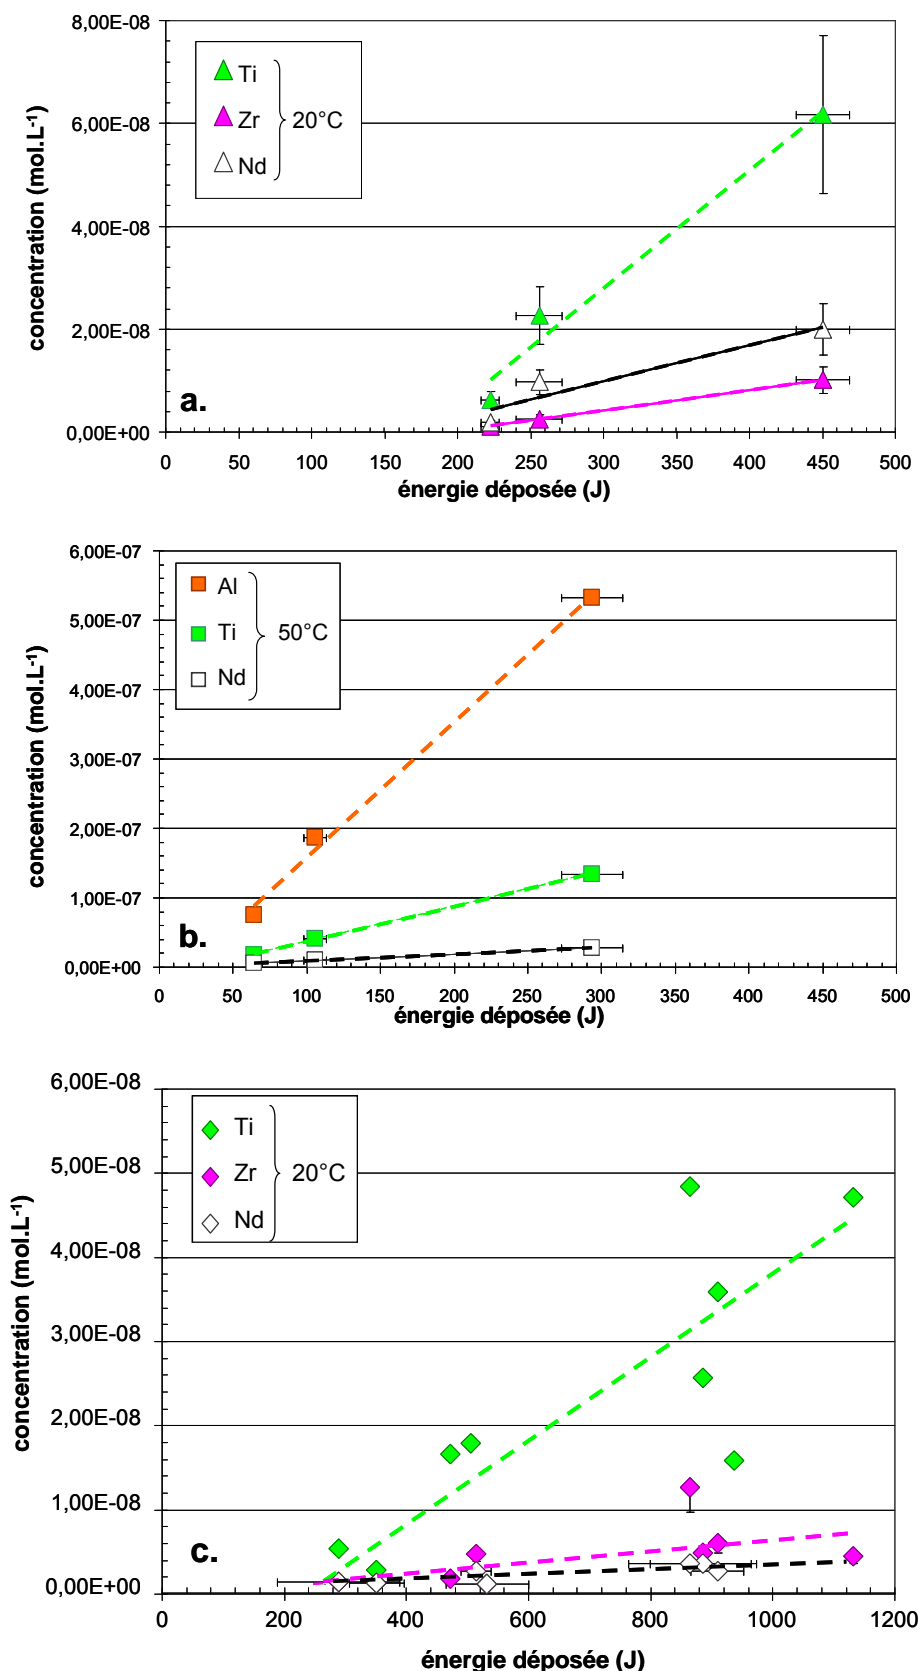 8,00E-08
6,00E-08
4,00E-08
2,00E-08
0,00E+00
concentration (mol.L-1)
Ti
Zr
Nd
20°C
a.
0 50 100 150 200 250 300 350 400 450 500
énergie déposée (J)
6,00E-07
5,00E-07
4,00E-07
3,00E-07
2,00E-07
1,00E-07
0,00E+00
concentration (mol.L-1)
Al
Ti
Nd
50°C
b.
0 50 100 150 200 250 300 350 400 450 500
énergie déposée (J)
6,00E-08
5,00E-08
4,00E-08
3,00E-08
2,00E-08
1,00E-08
0,00E+00
concentration (mol.L-1)
Ti
Zr
Nd
20°C
c.
0 200 400 600 800 1000 1200
énergie déposée (J)